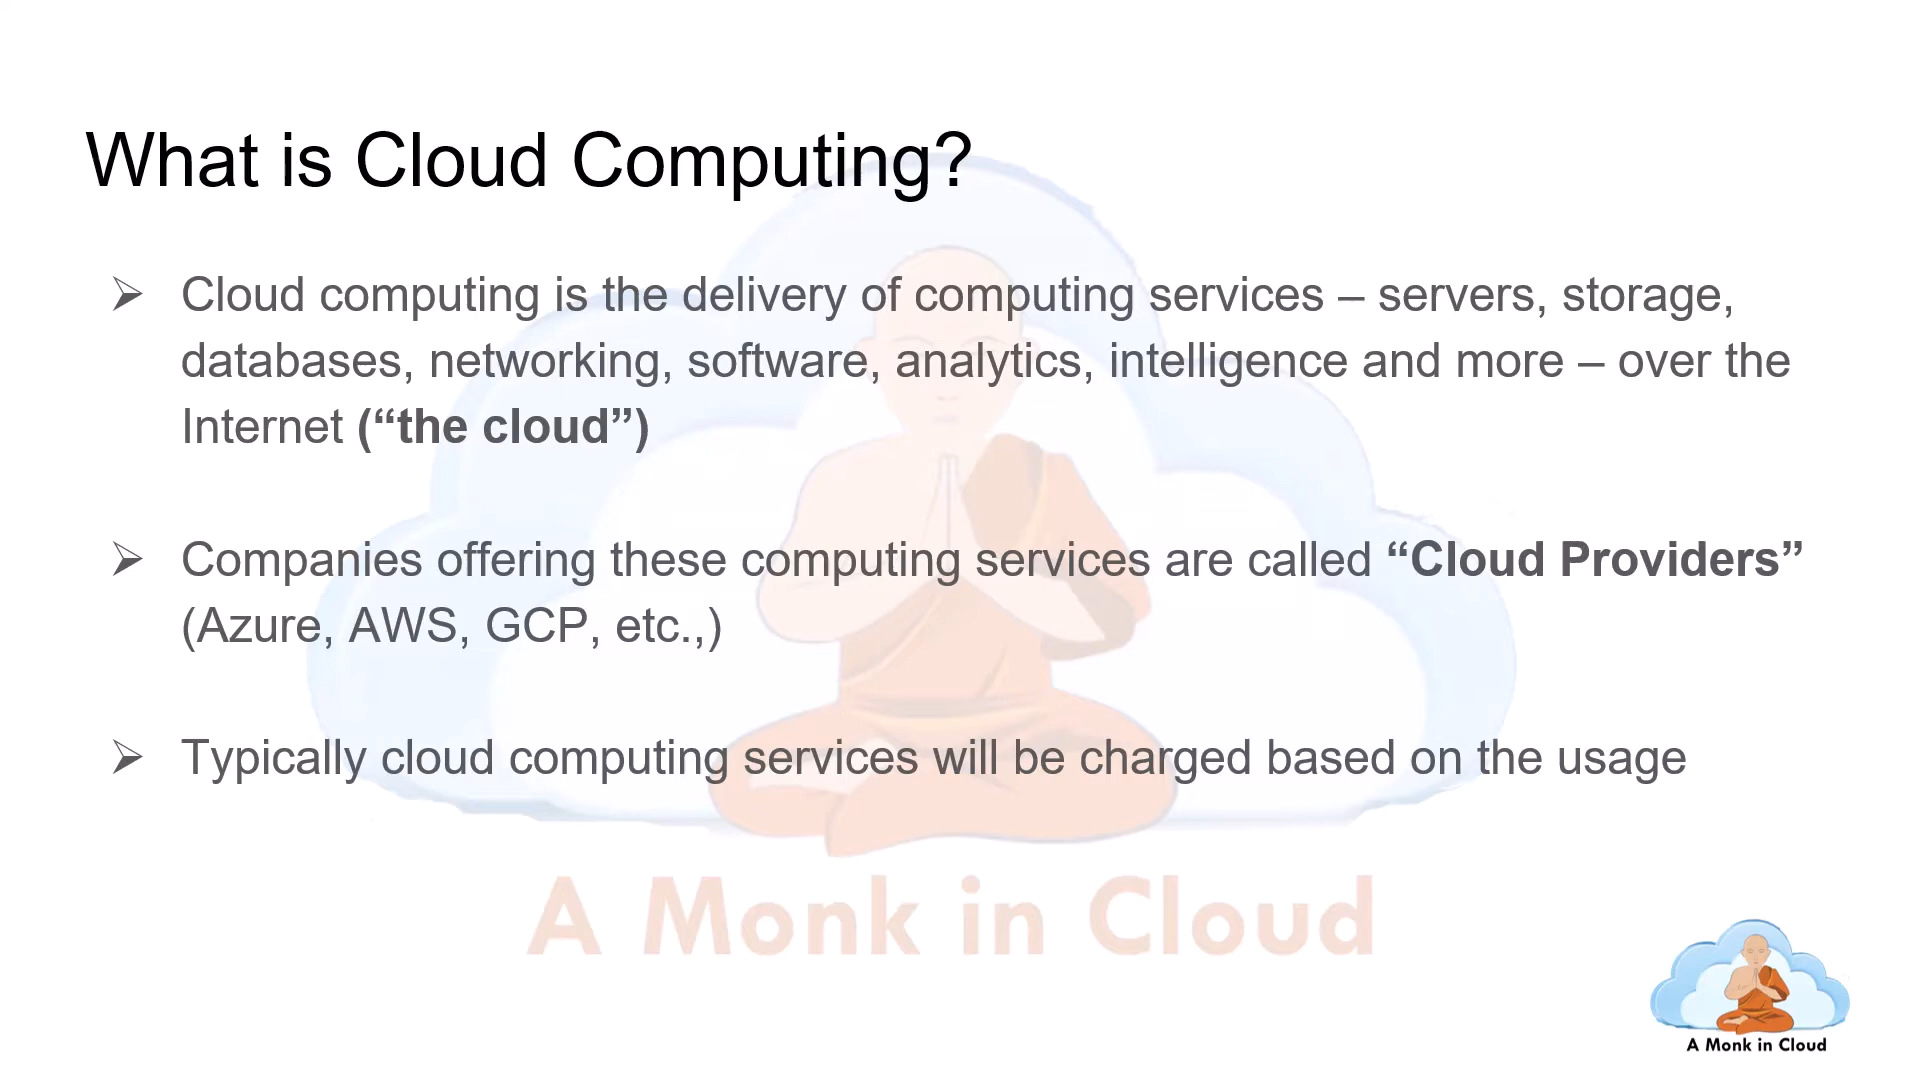 What is Cloud Computing?
➢ Cloud computing is the delivery of computing services – servers, storage,
databases, networking, software, analytics, intelligence and more – over the
Internet (“the cloud”)
➢ Companies offering these computing services are called “Cloud Providers”
(Azure, AWS, GCP, etc.,)
➢ Typically cloud computing services will be charged based on the usage
A Monk in Cloud
A Monk in Cloud